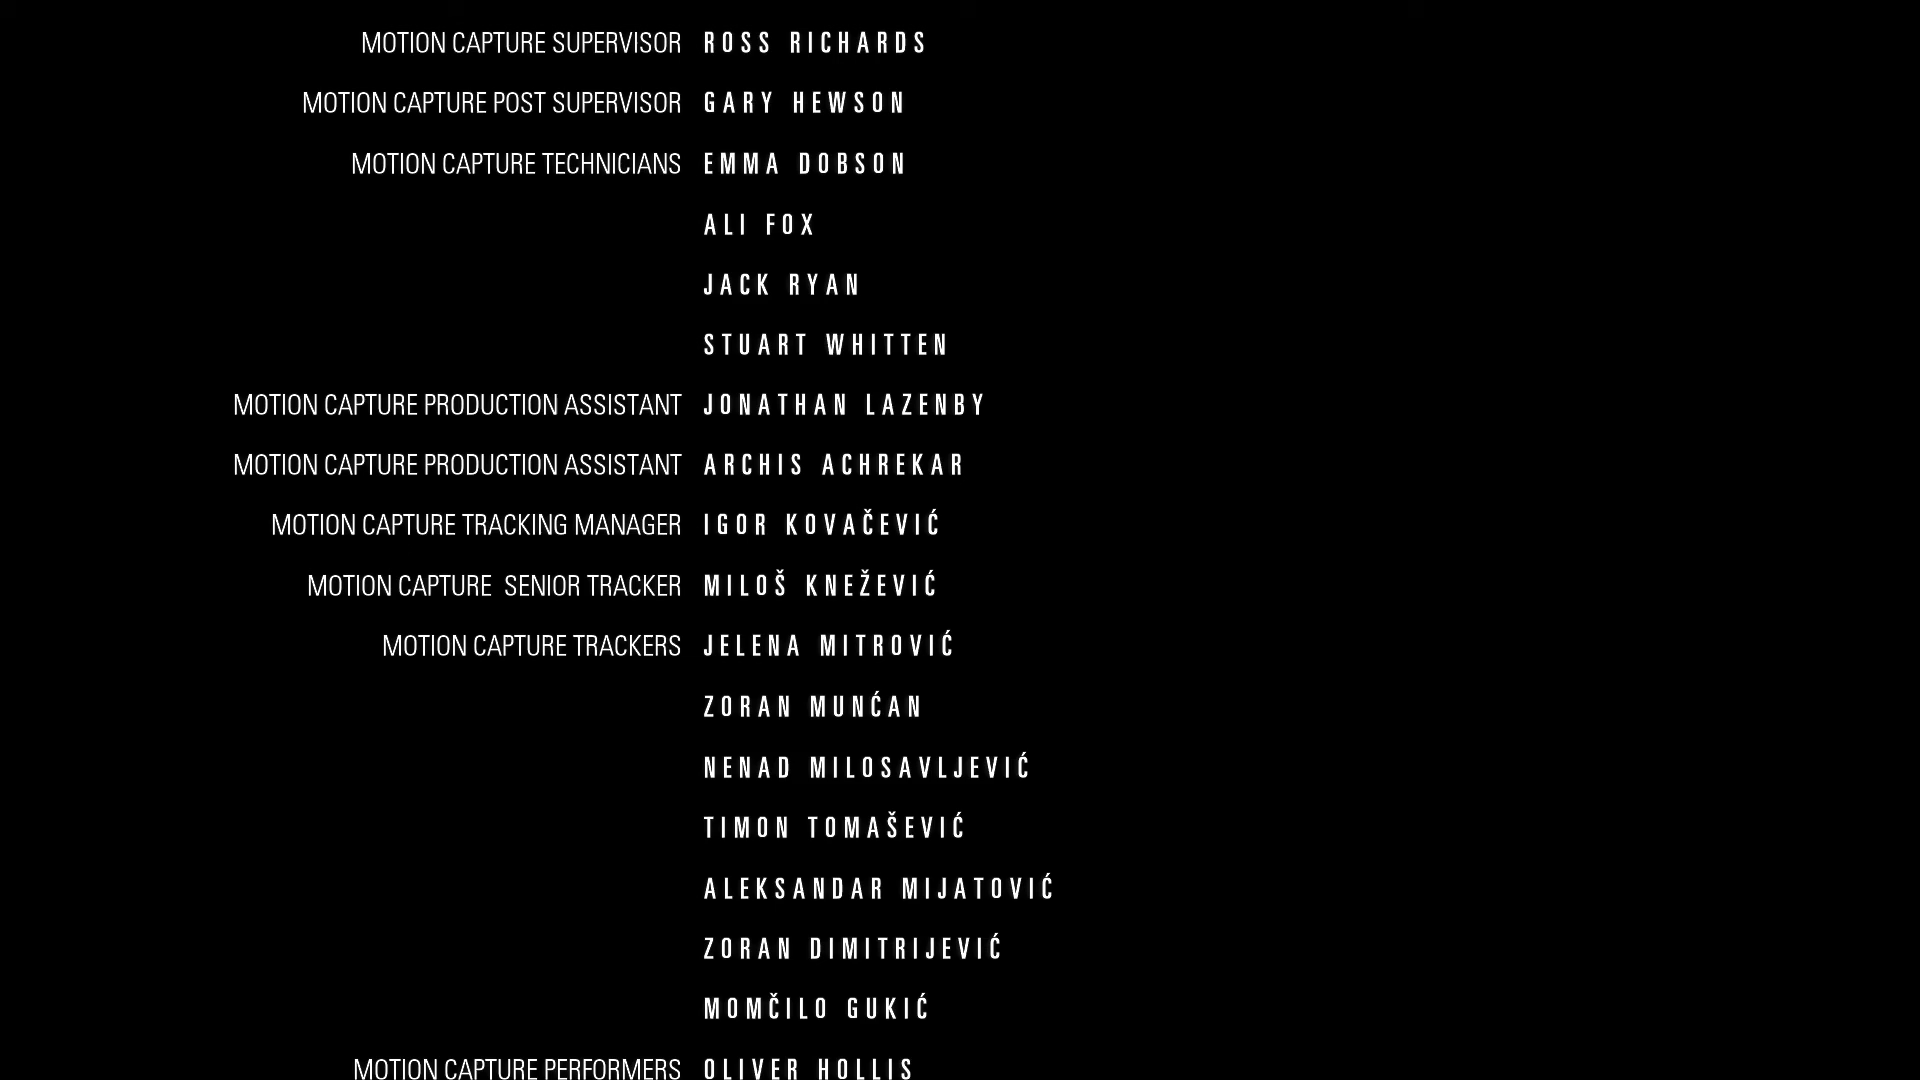 MOTION CAPTURE SUPERVISOR ROSS RICHARDS
MOTION CAPTURE POST SUPERVISOR GARY HEWSON
MOTION CAPTURE TECHNICIANS EMMA DOBSON
ALI FOX
JACK RYAN
STUART WHITTEN
MOTION CAPTURE PRODUCTION ASSISTANT JONATHAN LAZENBY
MOTION CAPTURE PRODUCTION ASSISTANT ARCHIS ACHREKAR
MOTION CAPTURE TRACKING MANAGER IGOR KOVAČEVIĆ
MOTION CAPTURE SENIOR TRACKER MILOŠ KNEŽEVIĆ
MOTION CAPTURE TRACKERS JELENA MITROVIĆ
ZORAN MUNĆAN
NENAD MILOSAVLJEVIĆ
TIMON TOMAŠEVIĆ
ALEKSANDAR MIJATOVIĆ
ZORAN DIMITRIJEVIĆ
MOMČILO GUKIĆ
MOTION CAPTURE PERFORMERS OLIVER HOLLIS